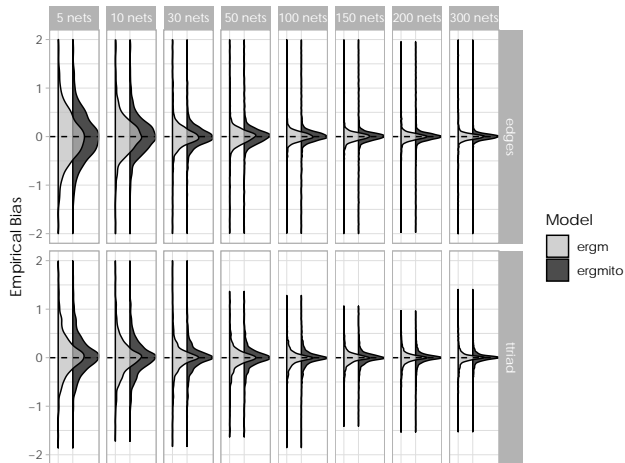 5 nets 10 nets 30 nets 50 nets 100 nets 150 nets 200 nets 300 nets
2
1
0
−1
−2
edges
2
1
0
−1
−2
ttriad
Empirical Bias
Model
ergm
ergmito